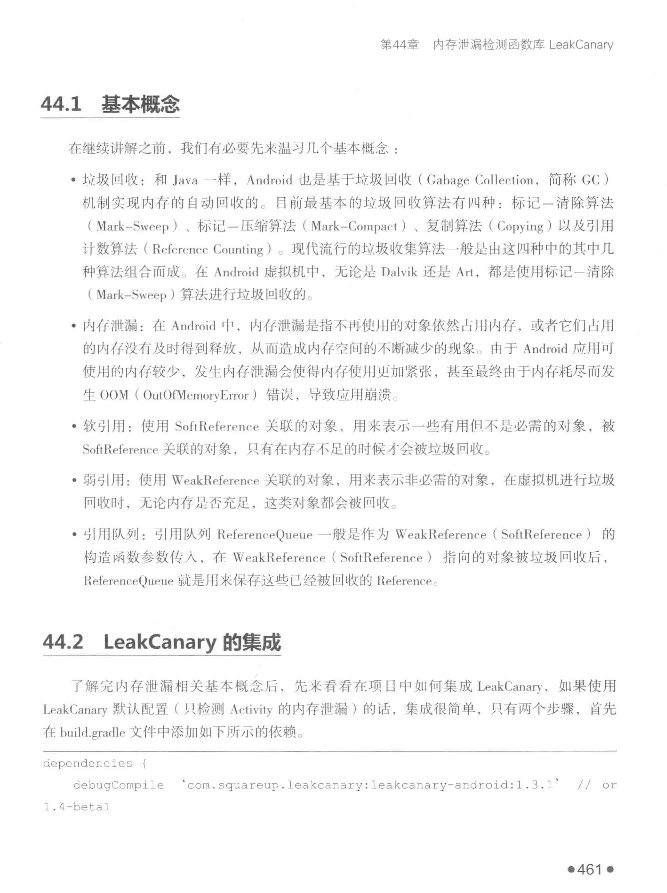 第44章 内存泄漏检测函数库 LeakCanary
44.1 基本概念
在继续讲解之前，我们有必要先来温习几个基本概念：
• 垃圾回收：和 Java 一样，Android 也是基于垃圾回收（Gabage Collection，简称 GC）
机制实现内存的自动回收的。目前最基本的垃圾回收算法有四种：标记—清除算法
（Mark–Sweep）、标记—压缩算法（Mark–Compact）、复制算法（Copying）以及引用
计数算法（Reference Counting）。现代流行的垃圾收集算法一般是由这四种中的其中几
种算法组合而成。在 Android 虚拟机中，无论是 Dalvik 还是 Art，都是使用标记—清除
（Mark–Sweep）算法进行垃圾回收的。
• 内存泄漏：在 Android 中，内存泄漏是指不再使用的对象依然占用内存，或者它们占用
的内存没有及时得到释放，从而造成内存空间的不断减少的现象。由于 Android 应用可
使用的内存较少，发生内存泄漏会使得内存使用更加紧张，甚至最终由于内存耗尽而发
生 OOM（OutOfMemoryError）错误，导致应用崩溃。
• 软引用：使用 SoftReference 关联的对象，用来表示一些有用但不是必需的对象，被
SoftReference 关联的对象，只有在内存不足的时候才会被垃圾回收。
• 弱引用：使用 WeakReference 关联的对象，用来表示非必需的对象，在虚拟机进行垃圾
回收时，无论内存是否充足，这类对象都会被回收。
• 引用队列：引用队列 ReferenceQueue 一般是作为 WeakReference（SoftReference）的
构造函数参数传入，在 WeakReference（SoftReference）指向的对象被垃圾回收后，
ReferenceQueue 就是用来保存这些已经被回收的 Reference。
44.2 LeakCanary 的集成
了解完内存泄漏相关基本概念后，先来看看在项目中如何集成 LeakCanary，如果使用
LeakCanary 默认配置（只检测 Activity 的内存泄漏）的话，集成很简单，只有两个步骤，首先
在 build.gradle 文件中添加如下所示的依赖。
dependencies {
debugCompile ‘com.squareup.leakcanary:leakcanary-android:1.3.1’ // or
1.4-beta1
●461●